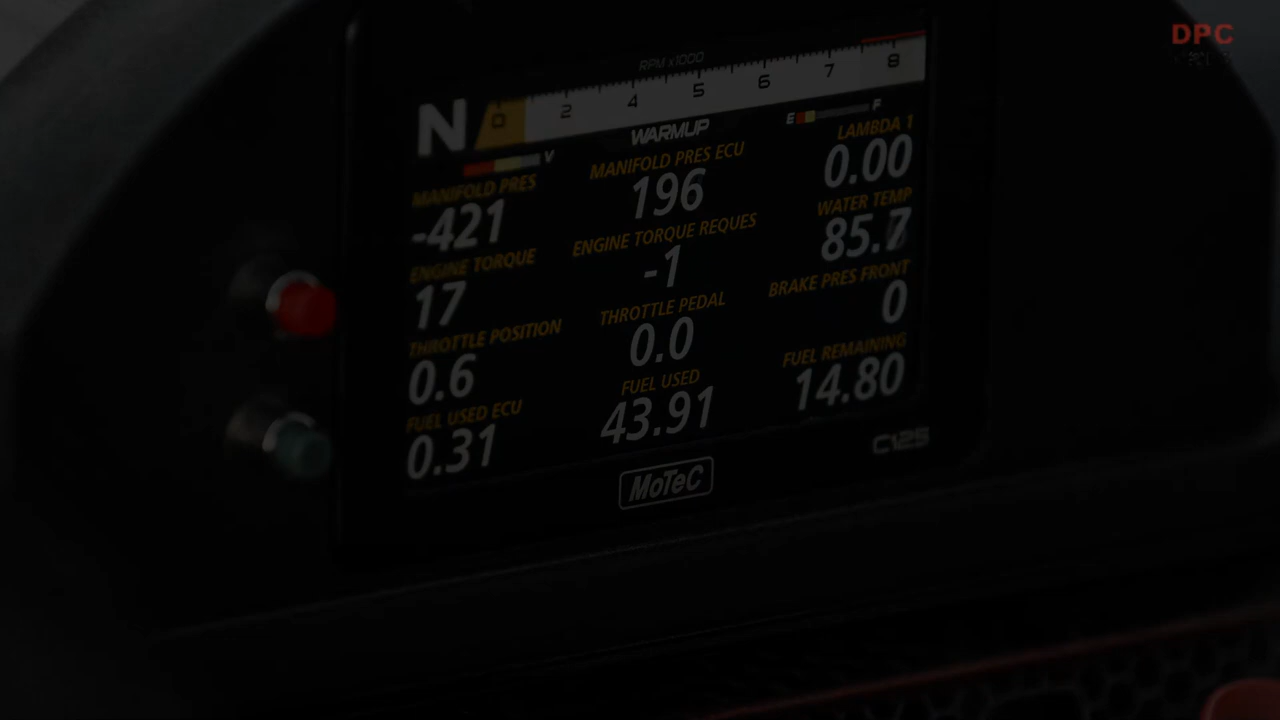 DPC
RPM x1000
N 0 2 4 5 6 7 8
WARMUP
E F
V
MANIFOLD PRES
-421
MANIFOLD PRES ECU
196
LAMBDA 1
0.00
ENGINE TORQUE
17
ENGINE TORQUE REQUES
-1
WATER TEMP
85.7
THROTTLE POSITION
0.6
THROTTLE PEDAL
0.0
BRAKE PRES FRONT
0
FUEL USED ECU
0.31
FUEL USED
43.91
FUEL REMAINING
14.80
MoTeC
C125